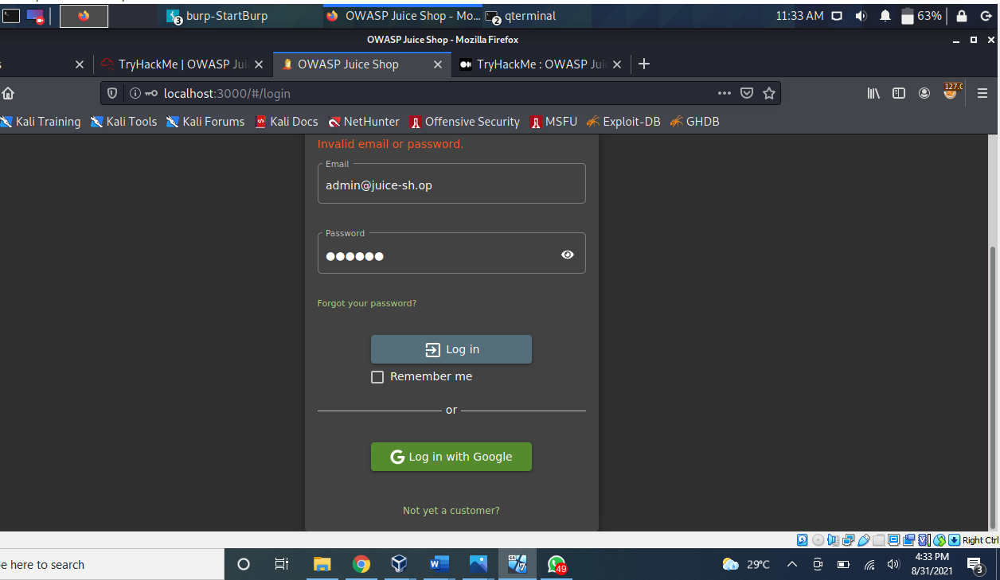 burp-StartBurp OWASP Juice Shop - Mo... qterminal 11:33 AM 63%
3 2
OWASP Juice Shop - Mozilla Firefox
s TryHackMe | OWASP Jui OWASP Juice Shop TryHackMe : OWASP Jui
localhost:3000/#/login 127.0
Kali Training Kali Tools Kali Forums Kali Docs NetHunter Offensive Security MSFU Exploit-DB GHDB
Invalid email or password.
Email
admin@juice-sh.op
Password
●●●●●●
Forgot your password?
Log in
Remember me
or
G Log in with Google
Not yet a customer?
Right Ctrl
e here to search 49 29°C 4:33 PM
8/31/2021 3